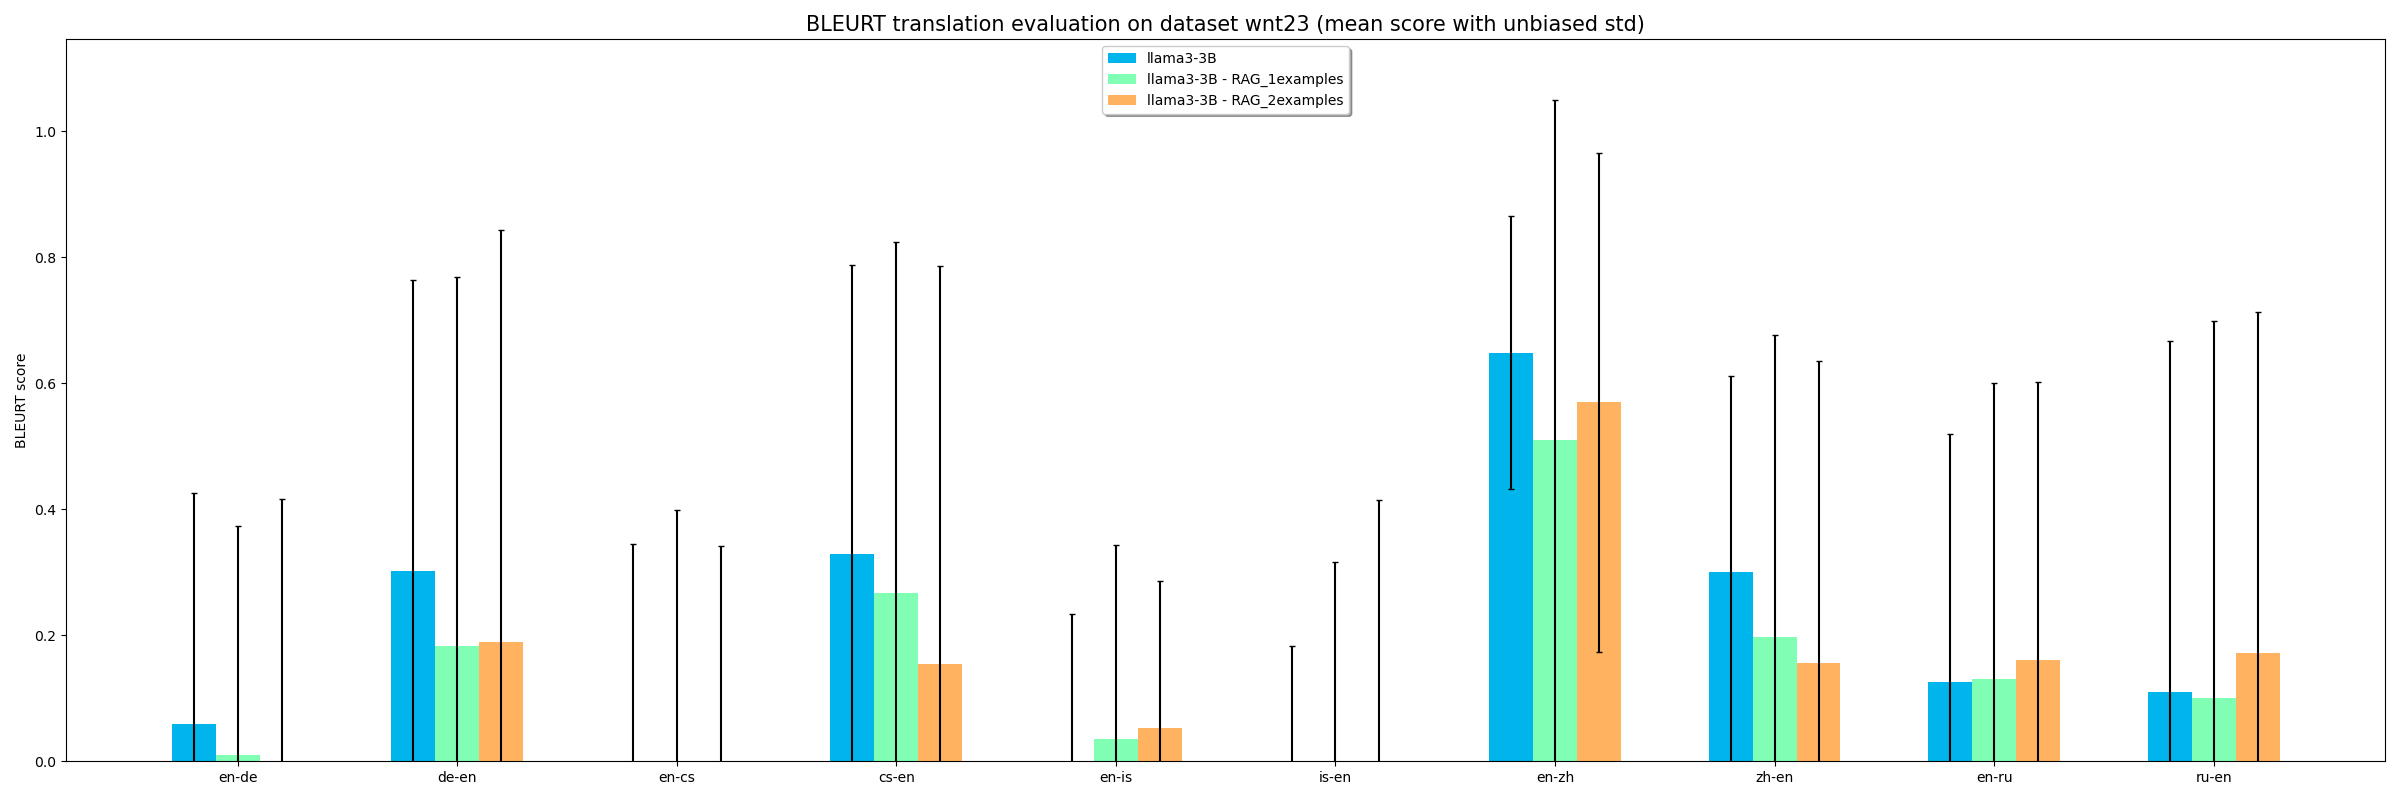 BLEURT translation evaluation on dataset wnt23 (mean score with unbiased std)
llama3-3B
llama3-3B - RAG_1examples
llama3-3B - RAG_2examples
BLEURT score
1.0
0.8
0.6
0.4
0.2
0.0
en-de de-en en-cs cs-en en-is is-en en-zh zh-en en-ru ru-en